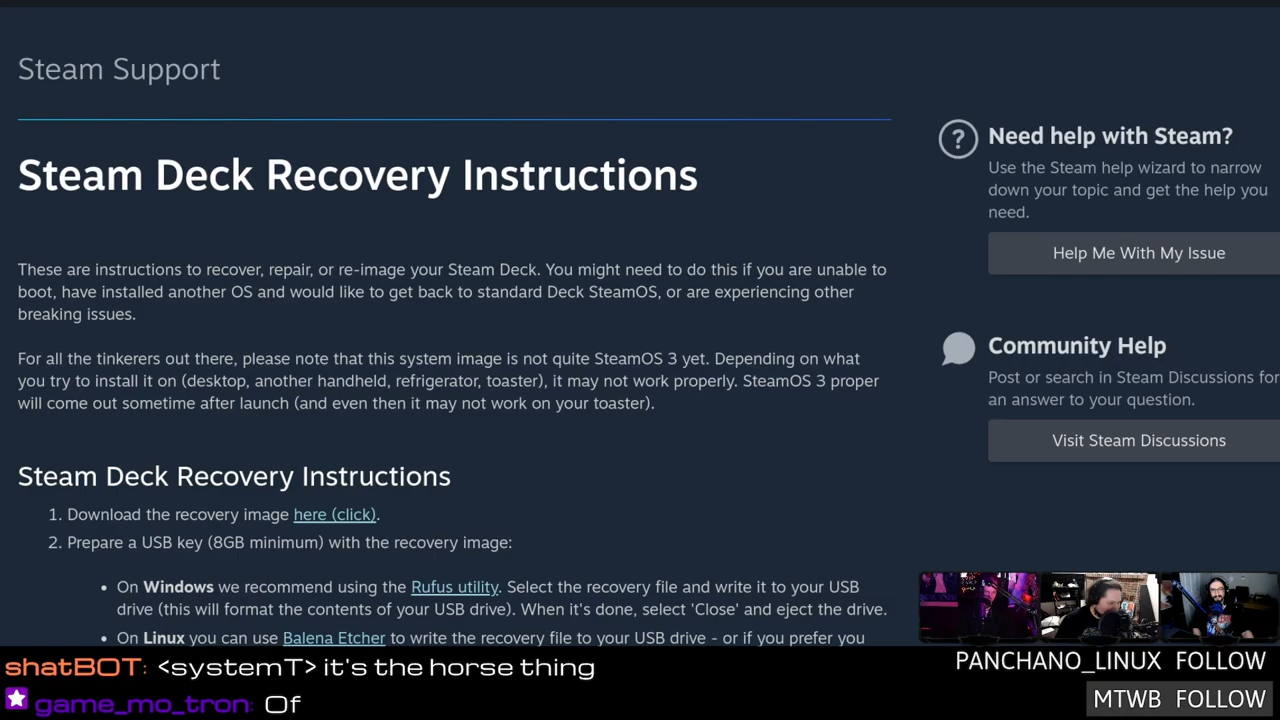 Steam Support
Steam Deck Recovery Instructions
These are instructions to recover, repair, or re-image your Steam Deck. You might need to do this if you are unable to
boot, have installed another OS and would like to get back to standard Deck SteamOS, or are experiencing other
breaking issues.
For all the tinkerers out there, please note that this system image is not quite SteamOS 3 yet. Depending on what
you try to install it on (desktop, another handheld, refrigerator, toaster), it may not work properly. SteamOS 3 proper
will come out sometime after launch (and even then it may not work on your toaster).
Steam Deck Recovery Instructions
1. Download the recovery image here (click).
2. Prepare a USB key (8GB minimum) with the recovery image:
• On Windows we recommend using the Rufus utility. Select the recovery file and write it to your USB
drive (this will format the contents of your USB drive). When it's done, select 'Close' and eject the drive.
• On Linux you can use Balena Etcher to write the recovery file to your USB drive - or if you prefer you
? Need help with Steam?
Use the Steam help wizard to narrow
down your topic and get the help you
need.
Help Me With My Issue
Community Help
Post or search in Steam Discussions for
an answer to your question.
Visit Steam Discussions
shatBOT: <systemT> it's the horse thing
game_mo_tron: Of
PANCHANO_LINUX FOLLOW
MTWB FOLLOW